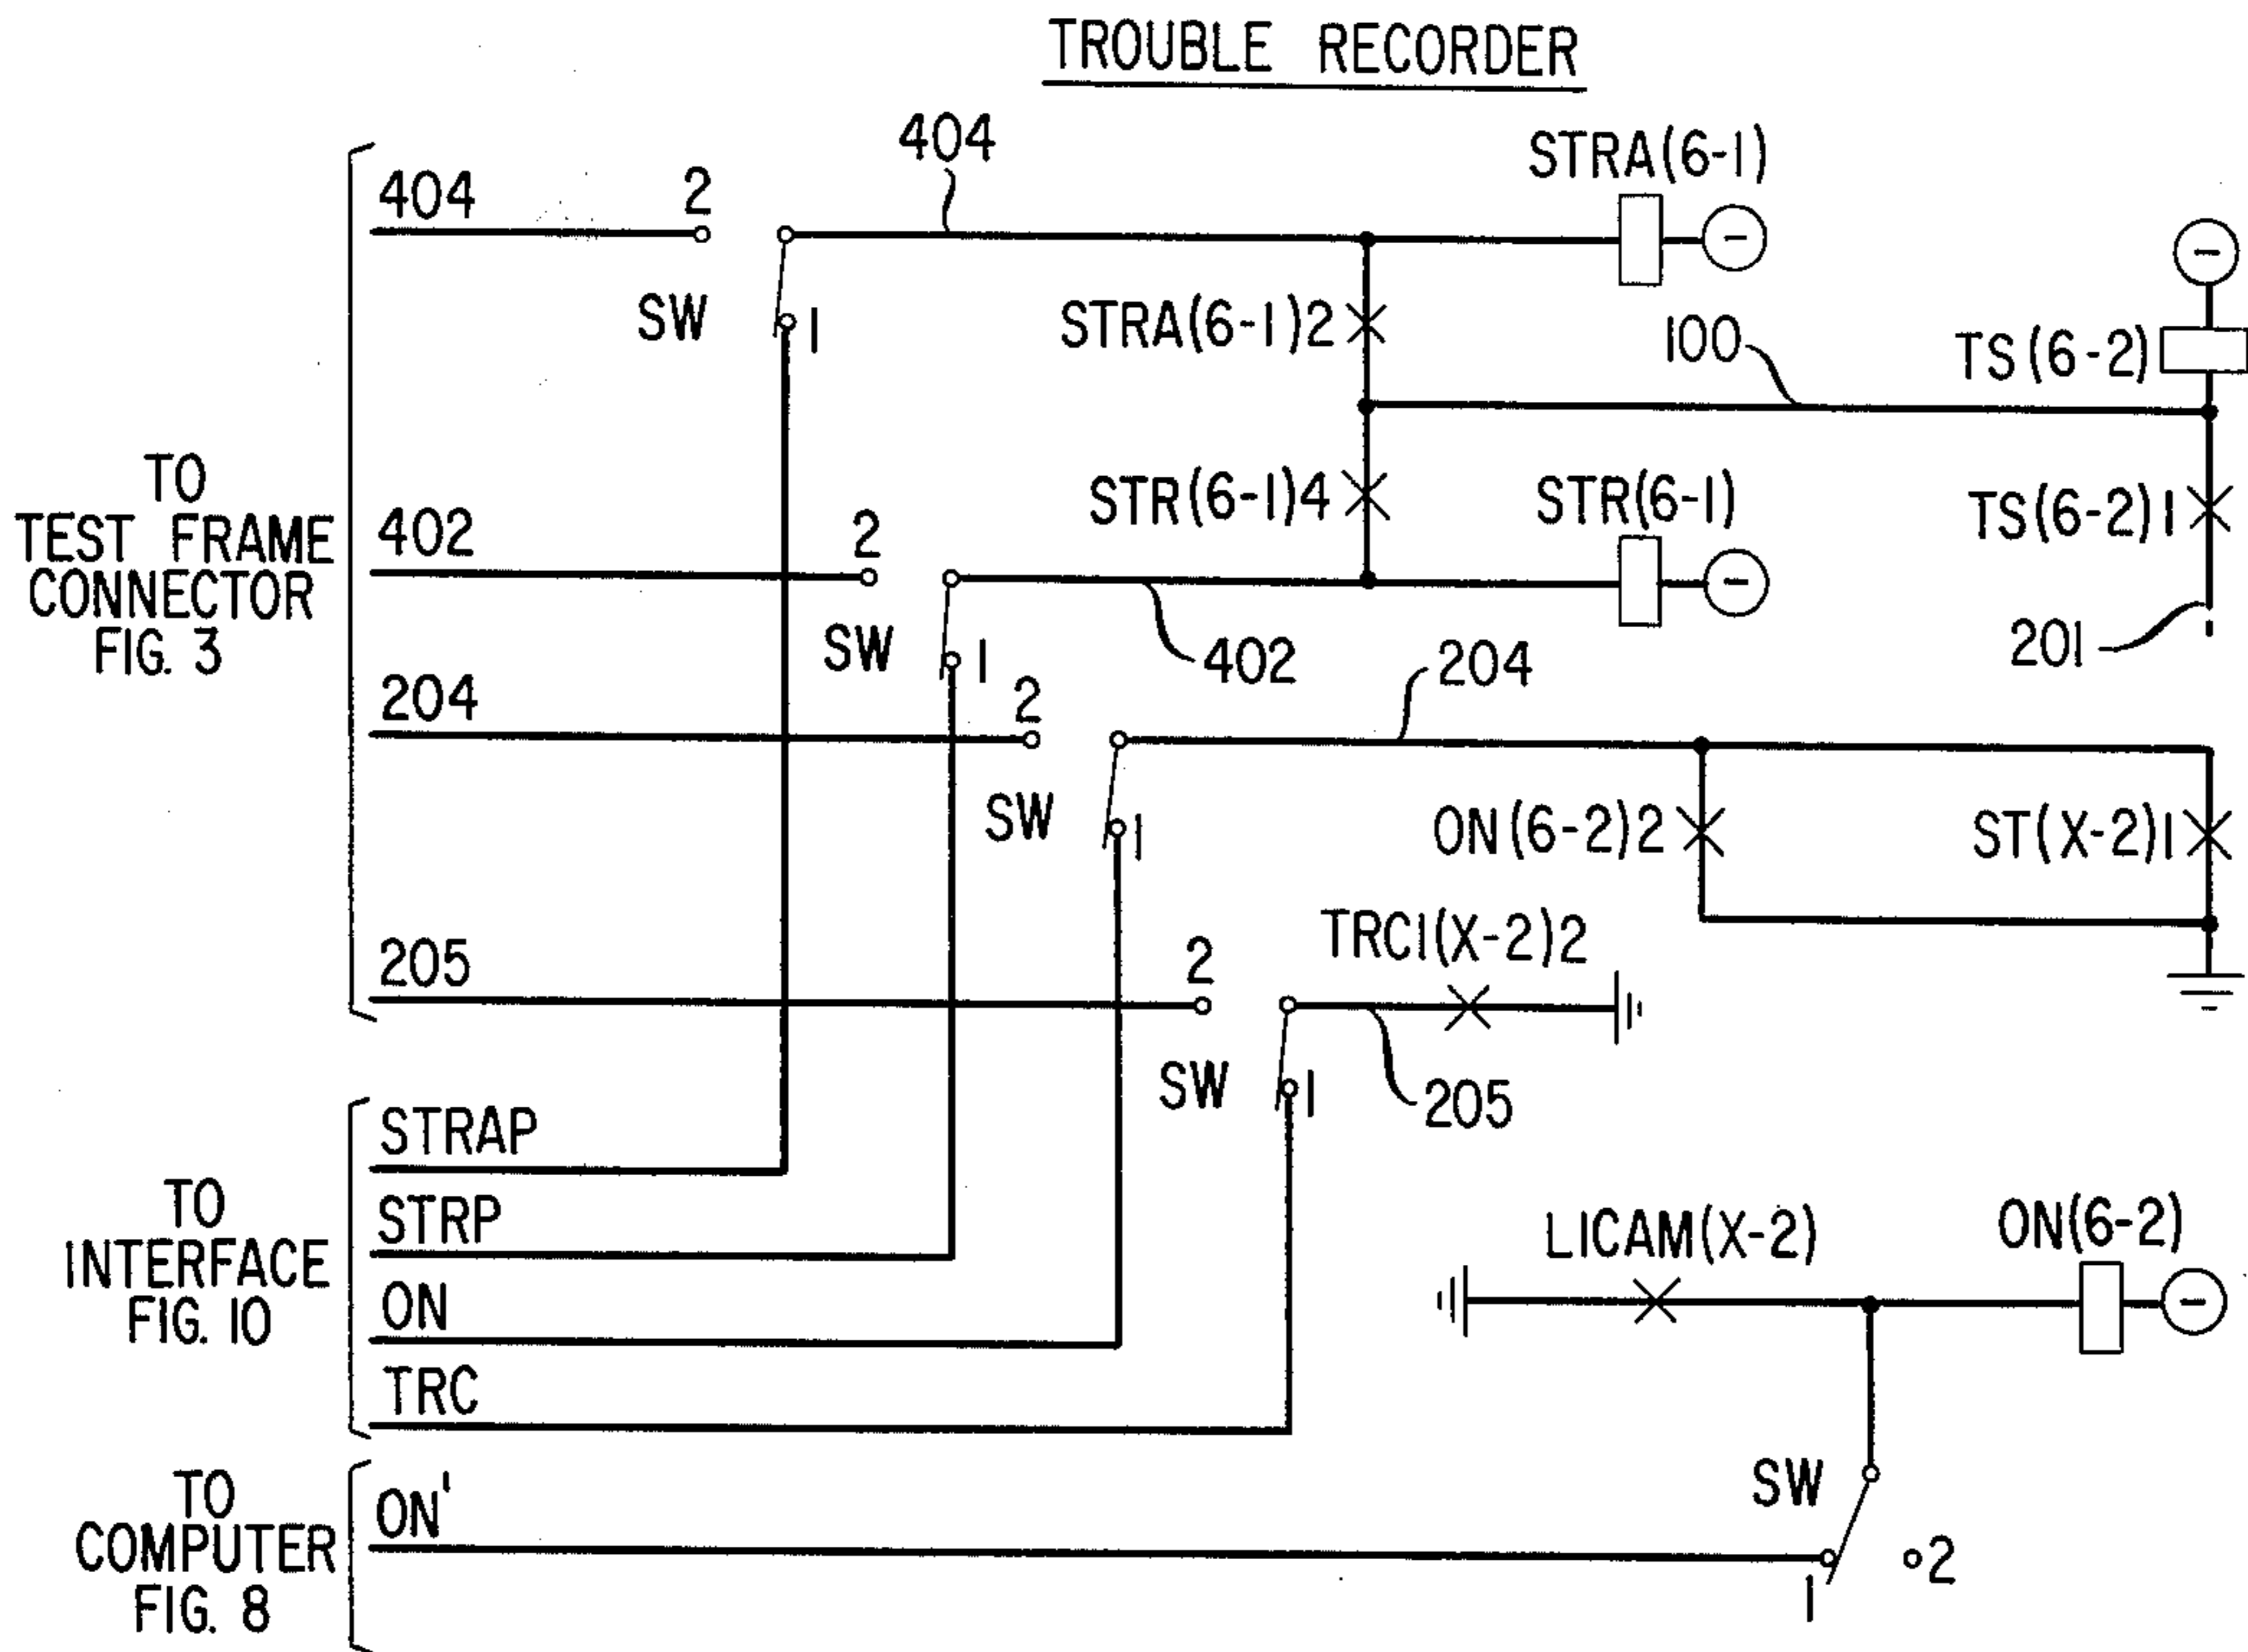 TROUBLE RECORDER
404
STRA(6-1)
404
2
SW
1
STRA(6-1)2
100
TS(6-2)
TO
TEST FRAME
CONNECTOR
FIG. 3
402
2
STR(6-1)4
STR(6-1)
TS(6-2)1
SW
1
402
201
204
2
204
SW
1
ON(6-2)2
ST(X-2)1
205
2
TRC1(X-2)2
SW
1
205
TO
INTERFACE
FIG. 10
STRAP
STRP
ON
TRC
LICAM(X-2)
ON(6-2)
TO
COMPUTER
FIG. 8
ON'
SW
1
2